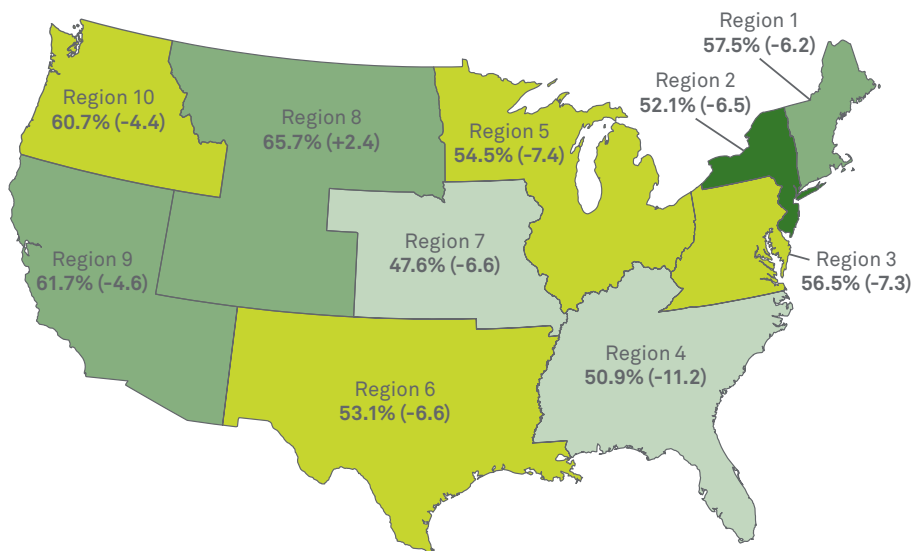 Region 1
57.5% (-6.2)
Region 2
52.1% (-6.5)
Region 10
60.7% (-4.4)
Region 8
65.7% (+2.4)
Region 5
54.5% (-7.4)
Region 7
47.6% (-6.6)
Region 9
61.7% (-4.6)
Region 3
56.5% (-7.3)
Region 4
50.9% (-11.2)
Region 6
53.1% (-6.6)